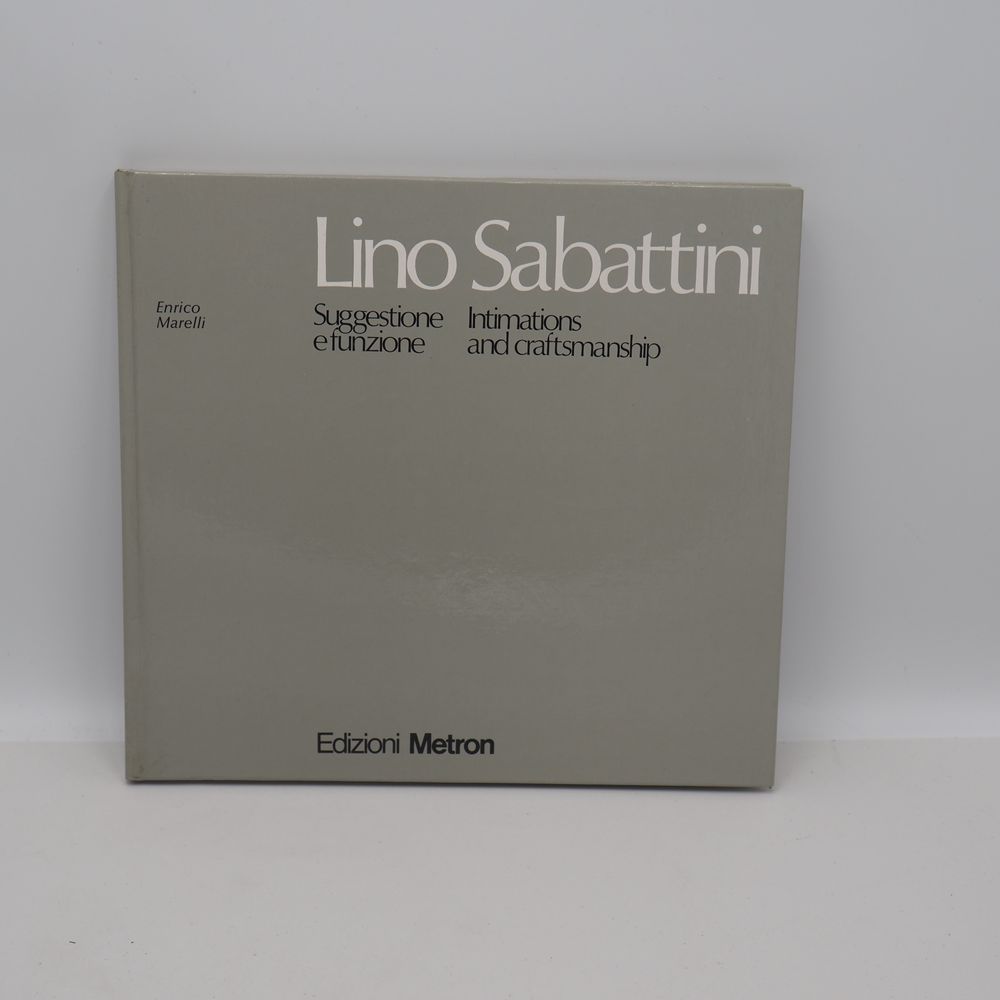 Lino Sabattini
Enrico
Marelli
Suggestione
e funzione
Intimations
and craftsmanship
Edizioni Metron